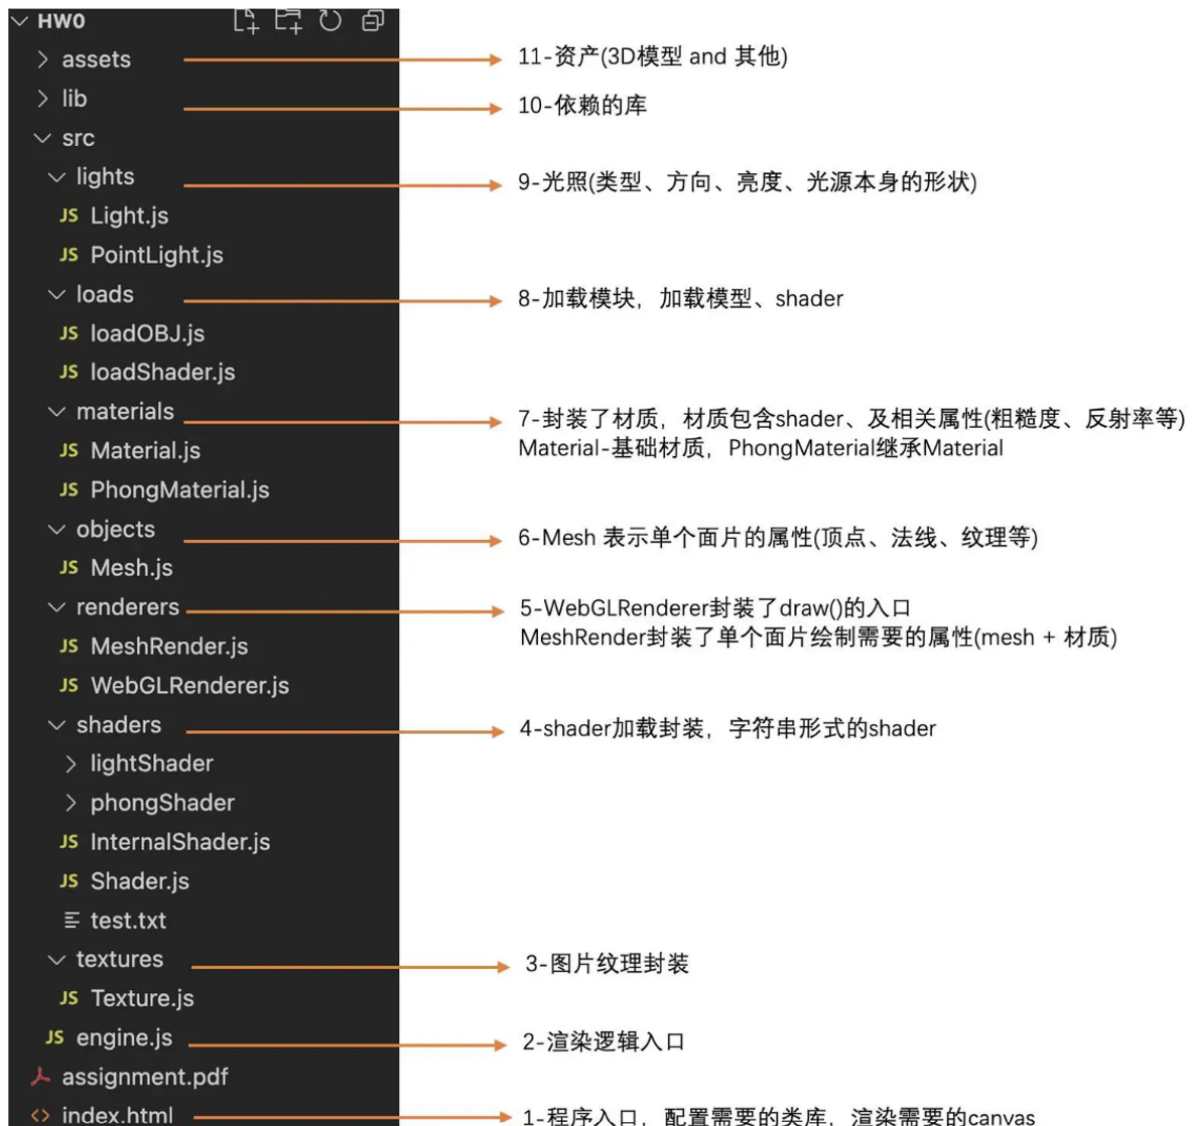 HW0
assets
11-资产(3D模型 and 其他)
lib
10-依赖的库
src
lights
9-光照(类型、方向、亮度、光源本身的形状)
JS Light.js
JS PointLight.js
loads
8-加载模块，加载模型、shader
JS loadOBJ.js
JS loadShader.js
materials
7-封装了材质，材质包含shader、及相关属性(粗糙度、反射率等)
Material-基础材质，PhongMaterial继承Material
JS Material.js
JS PhongMaterial.js
objects
6-Mesh 表示单个面片的属性(顶点、法线、纹理等)
JS Mesh.js
renderers
5-WebGLRenderer封装了draw()的入口
MeshRender封装了单个面片绘制需要的属性(mesh + 材质)
JS MeshRender.js
JS WebGLRenderer.js
shaders
4-shader加载封装，字符串形式的shader
lightShader
phongShader
JS InternalShader.js
JS Shader.js
test.txt
textures
3-图片纹理封装
JS Texture.js
JS engine.js
2-渲染逻辑入口
assignment.pdf
<> index.html
1-程序入口，配置需要的类库，渲染需要的canvas